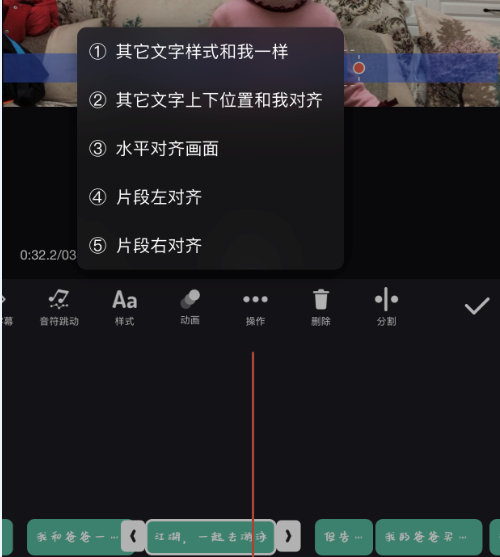 ① 其它文字样式和我一样
② 其它文字上下位置和我对齐
③ 水平对齐画面
④ 片段左对齐
⑤ 片段右对齐
0:32.2/03
幕 音符跳动 Aa 样式 动画 操作 删除 分割
我和爸爸一… 江湖，一起去 但告… 我的爸爸买…